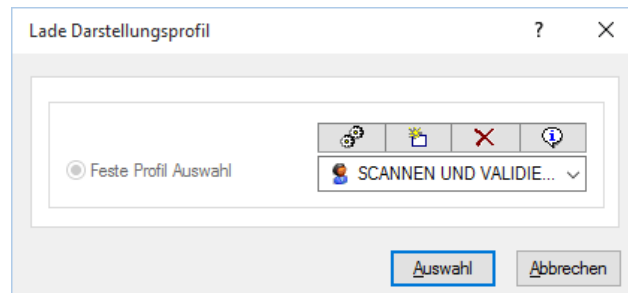 Lade Darstellungsprofil ?
Feste Profil Auswahl SCANNEN UND VALIDIE...
Auswahl Abbrechen